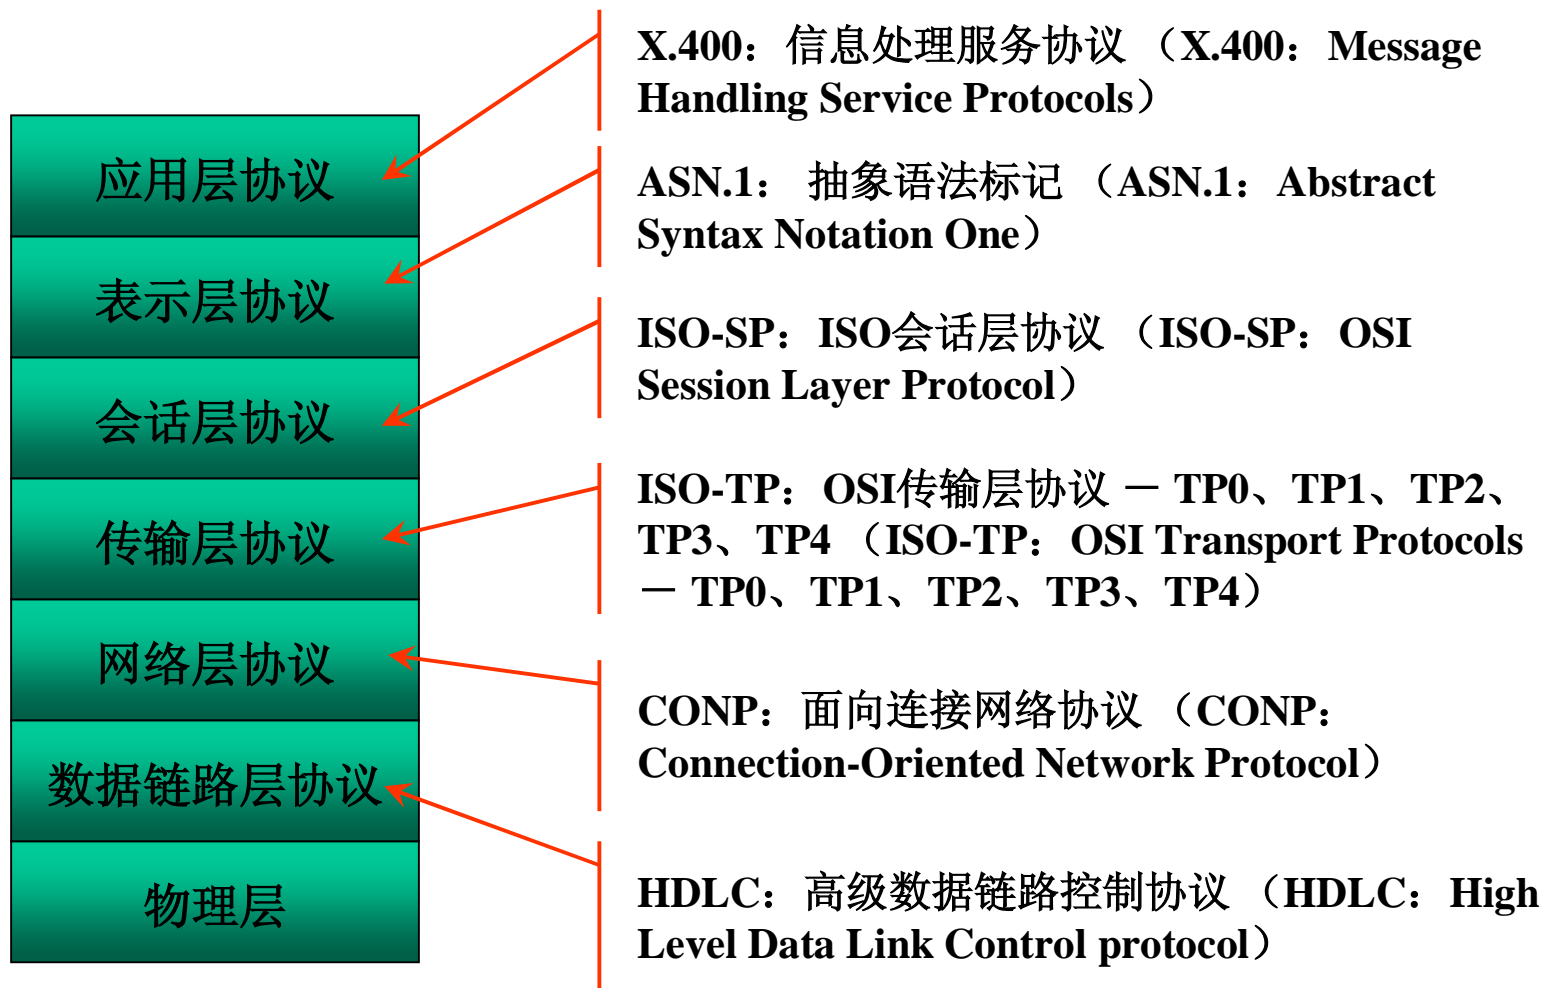 X.400：信息处理服务协议 （X.400：Message
Handling Service Protocols）
应用层协议
ASN.1： 抽象语法标记 （ASN.1：Abstract
Syntax Notation One）
表示层协议
ISO-SP：ISO会话层协议 （ISO-SP：OSI
Session Layer Protocol）
会话层协议
ISO-TP：OSI传输层协议 － TP0、TP1、TP2、
TP3、TP4 （ISO-TP：OSI Transport Protocols
－ TP0、TP1、TP2、TP3、TP4）
传输层协议
网络层协议
CONP：面向连接网络协议 （CONP：
Connection-Oriented Network Protocol）
数据链路层协议
物理层
HDLC：高级数据链路控制协议 （HDLC：High
Level Data Link Control protocol）